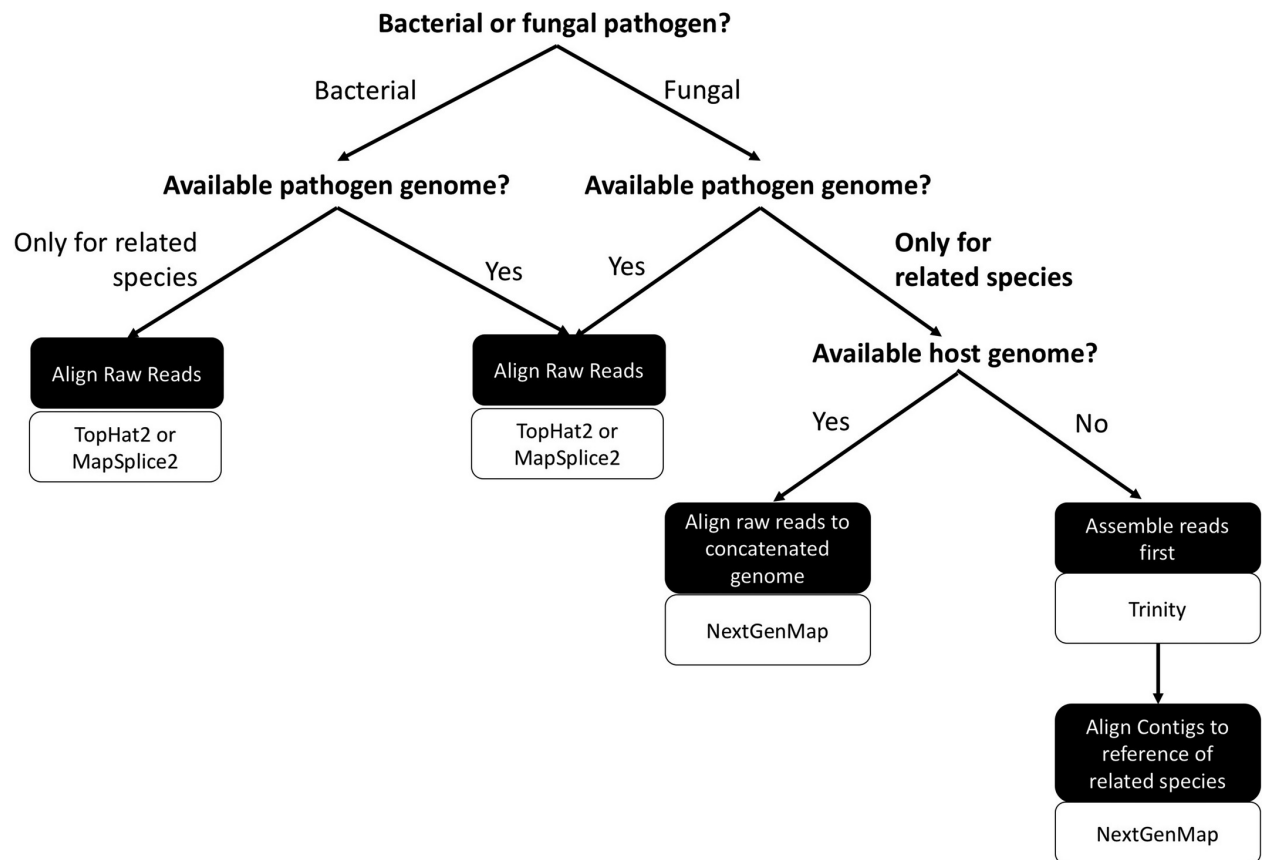 Bacterial or fungal pathogen?
Bacterial
Fungal
Available pathogen genome?
Available pathogen genome?
Only for related
species
Yes
Yes
Only for
related species
Align Raw Reads
TopHat2 or
MapSplice2
Align Raw Reads
TopHat2 or
MapSplice2
Available host genome?
Yes
No
Align raw reads to
concatenated
genome
NextGenMap
Assemble reads
first
Trinity
Align Contigs to
reference of
related species
NextGenMap